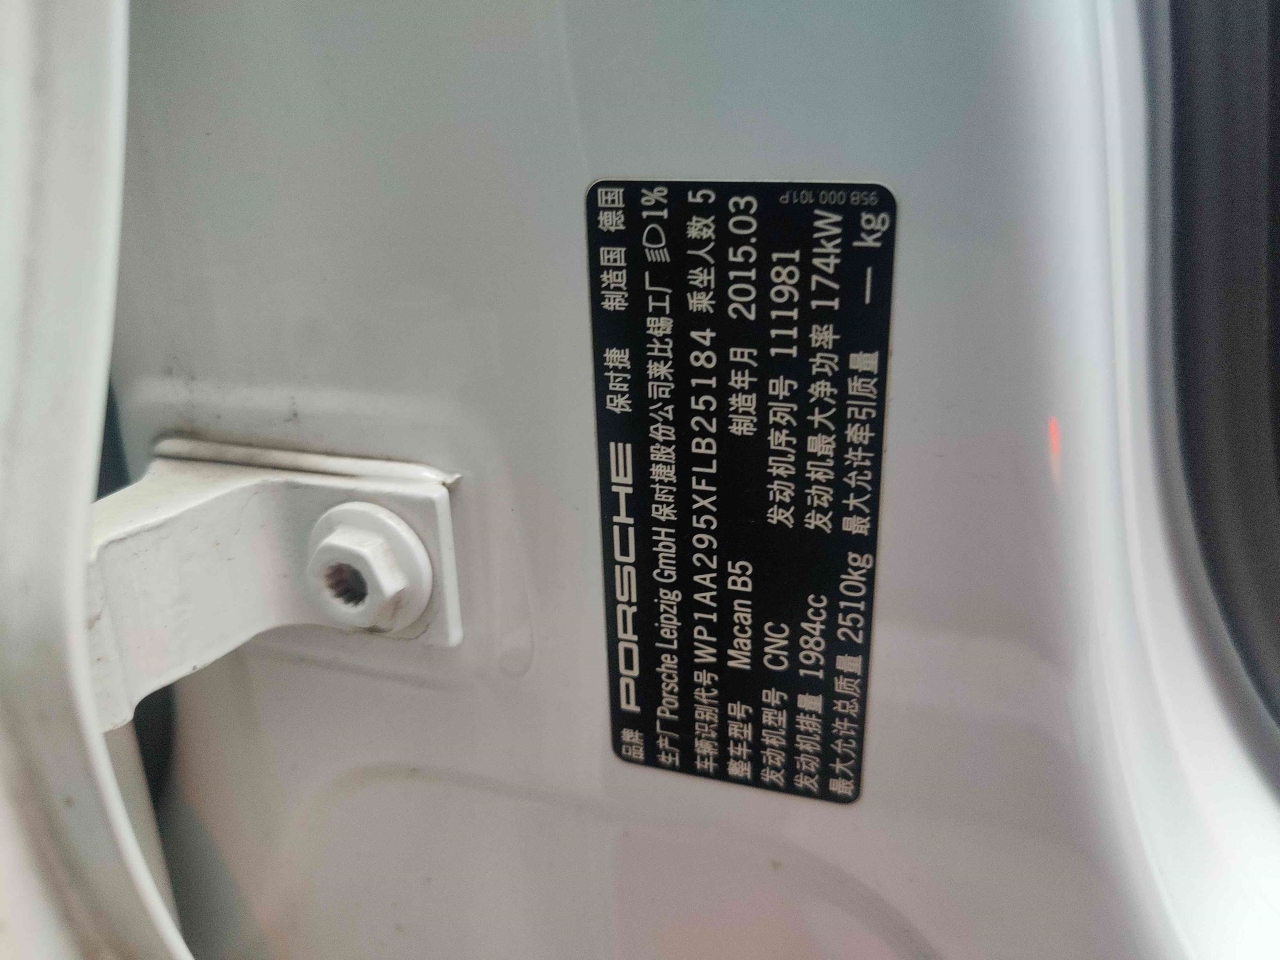 品牌 PORSCHE 保时捷 制造国 德国
生产厂 Porsche Leipzig GmbH 保时捷股份公司莱比锡工厂 1%
车辆识别代号 WP1AA295XFLB25184 乘坐人数 5
整车型号 Macan B5 制造年月 2015.03
发动机型号 CNC 发动机序列号 111981
发动机排量 1984cc 发动机最大净功率 174kW
最大允许总质量 2510kg 最大允许牵引质量 — kg
95B.000.101.P